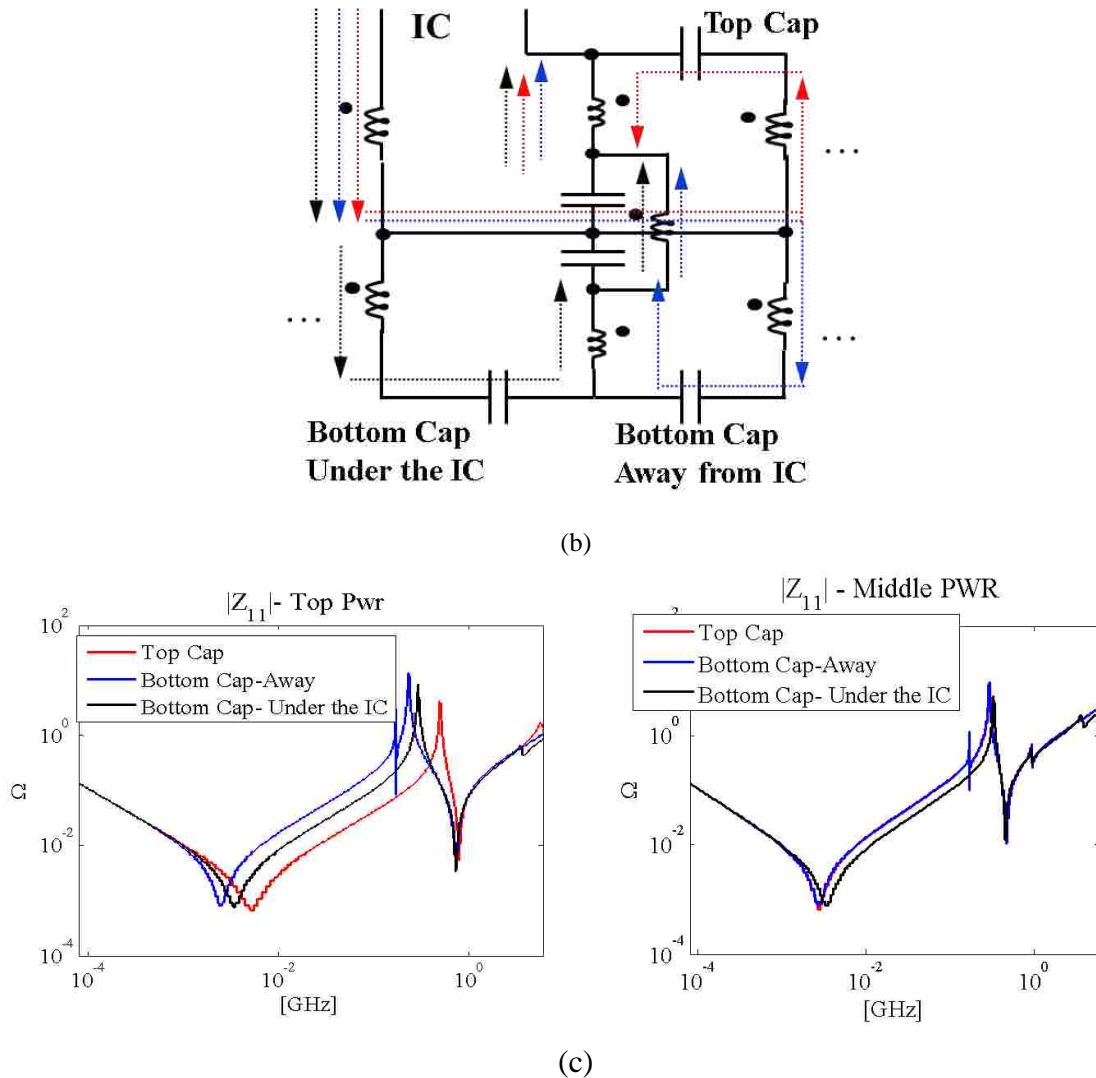 IC
Top Cap
...
...
...
Bottom Cap
Under the IC
Bottom Cap
Away from IC
(b)
|Z11|- Top Pwr
10^2
10^0
10^-2
10^-4
Ω
Top Cap
Bottom Cap-Away
Bottom Cap- Under the IC
10^-4
10^-2
10^0
[GHz]
|Z11| - Middle PWR
2
Top Cap
Bottom Cap-Away
Bottom Cap- Under the IC
10^0
10^-2
10^-4
Ω
10^-4
10^-2
10^0
[GHz]
(c)